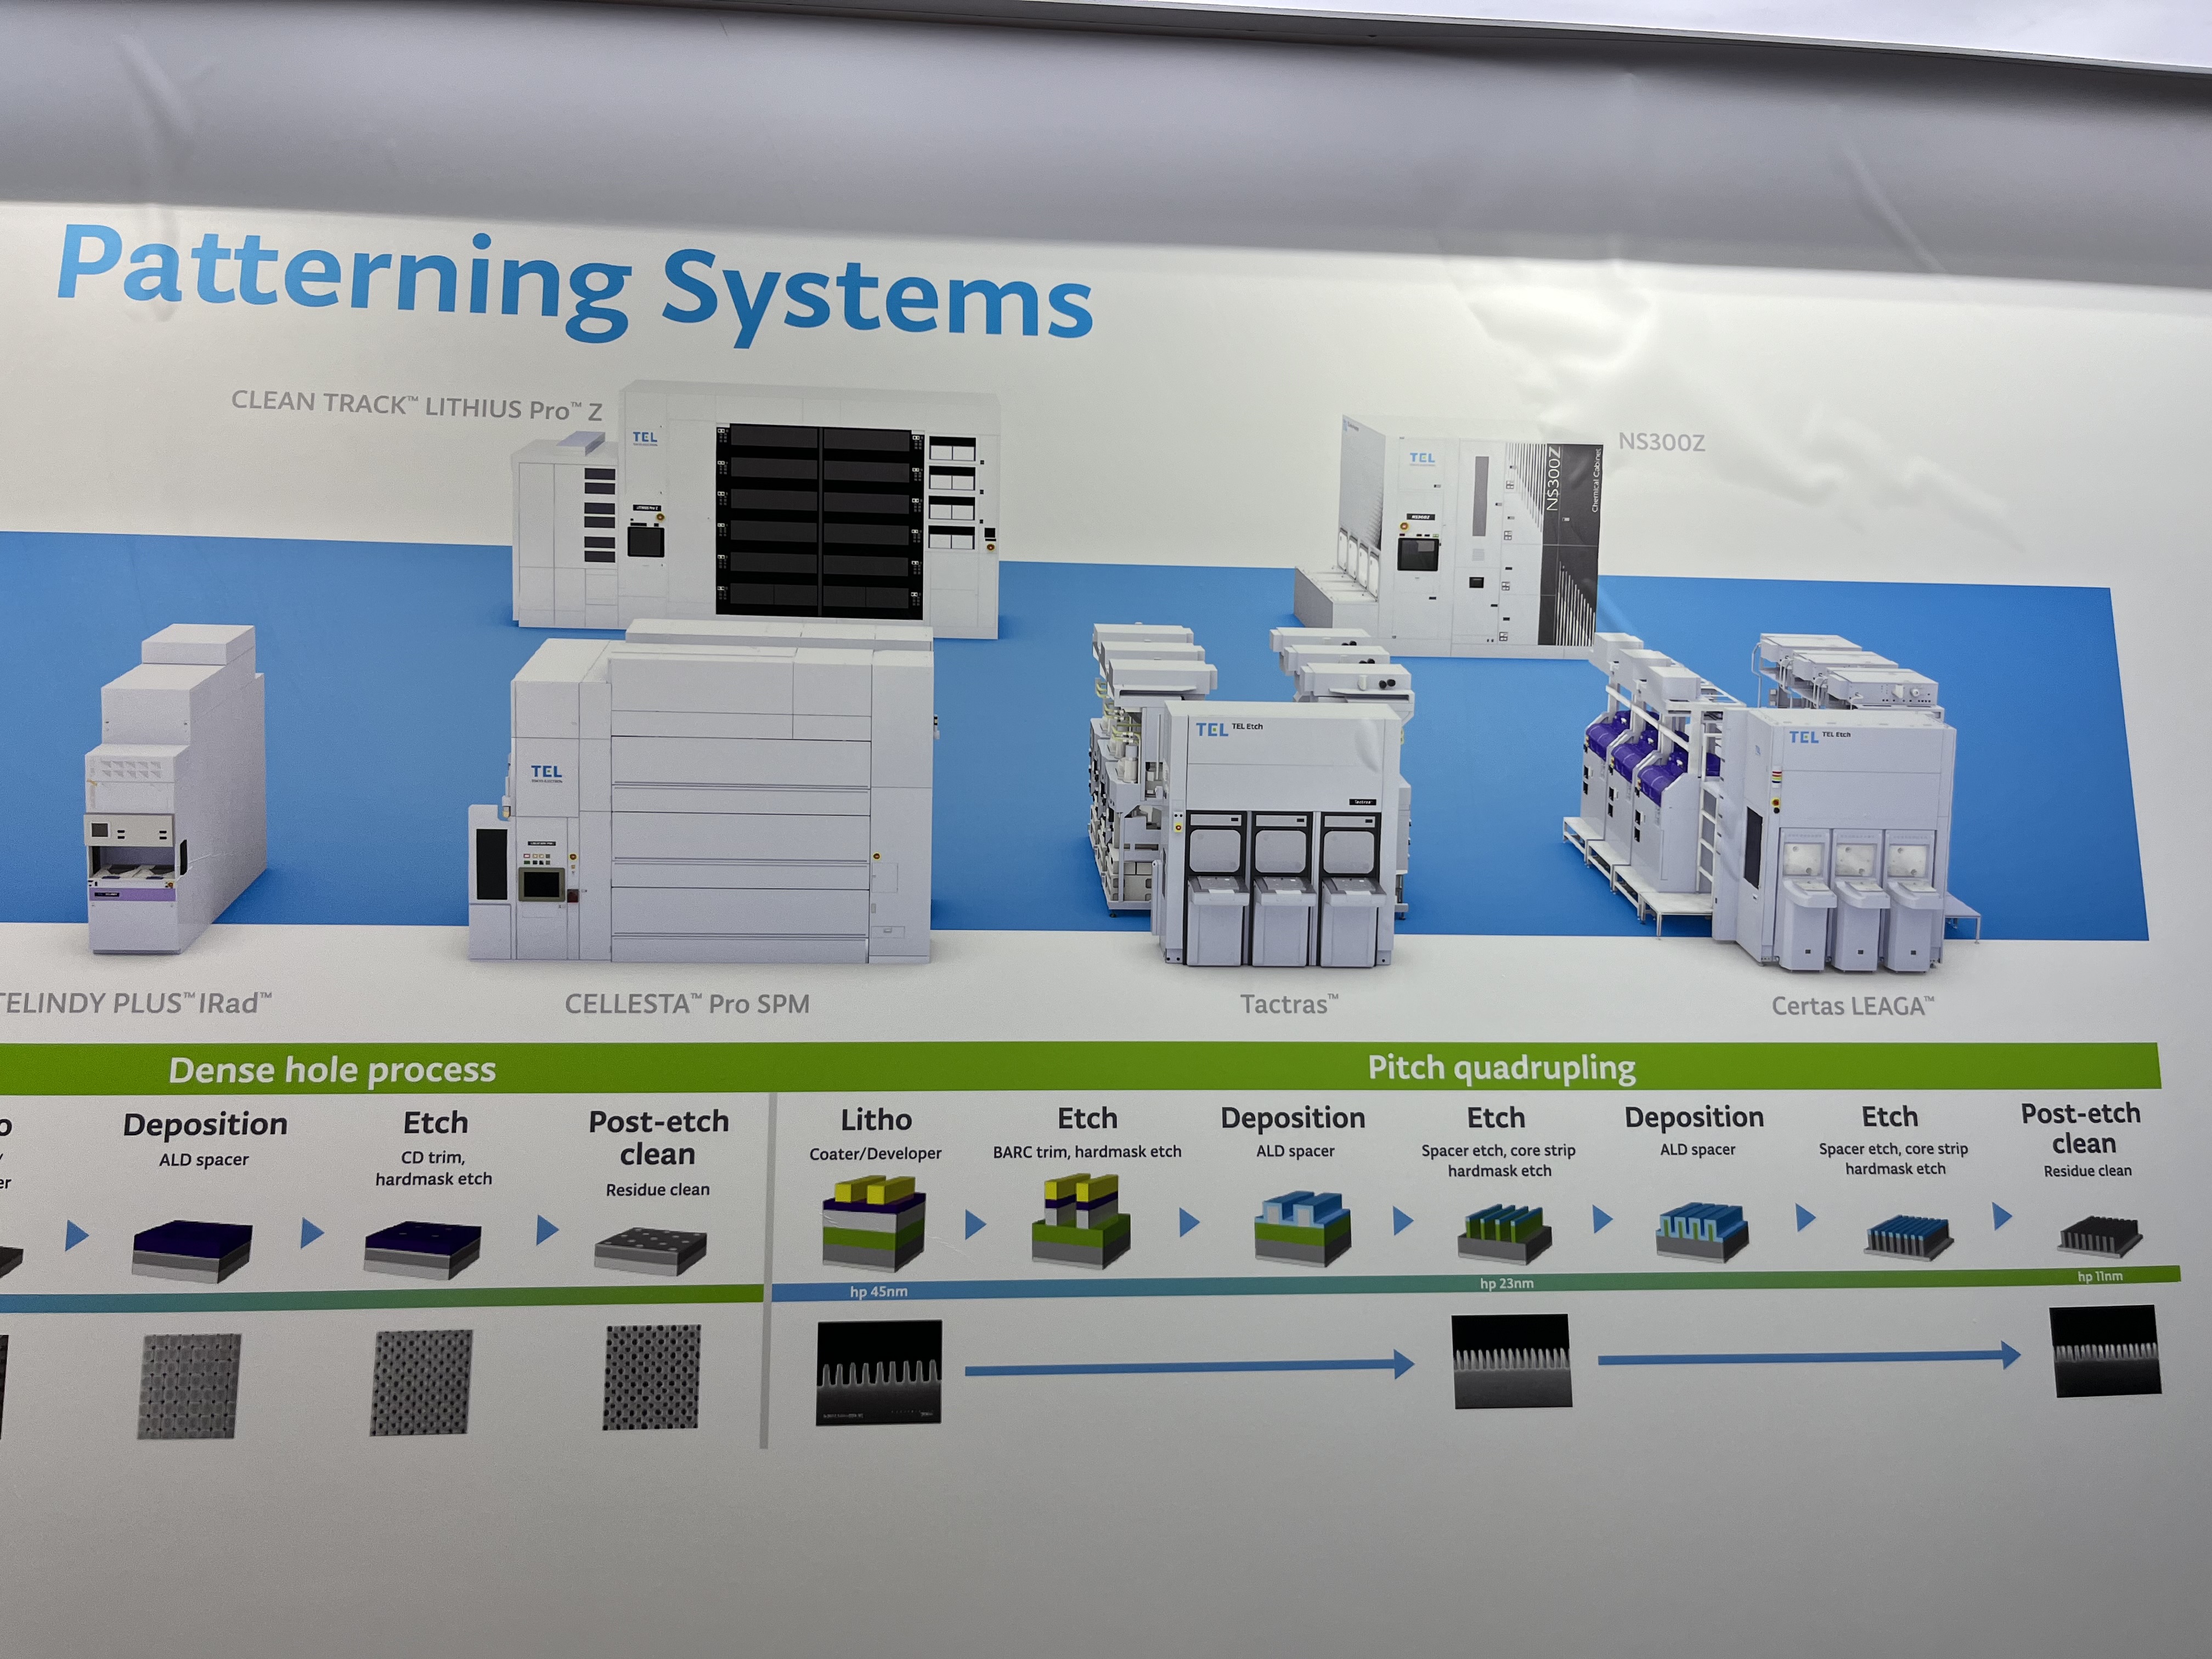 Patterning Systems
CLEAN TRACK™ LITHIUS Pro™ Z
TEL
TEL
NS300Z
NS300Z
Chemical Cabinet
TEL
TEL TEL Etch
Tactras
TEL TEL Etch
TELINDY PLUS™ IRad™
CELLESTA™ Pro SPM
Tactras™
Certas LEAGA™
Dense hole process
Pitch quadrupling
Deposition
ALD spacer
Etch
CD trim,
hardmask etch
Post-etch
clean
Residue clean
Litho
Coater/Developer
Etch
BARC trim, hardmask etch
Deposition
ALD spacer
Etch
Spacer etch, core strip
hardmask etch
Deposition
ALD spacer
Etch
Spacer etch, core strip
hardmask etch
Post-etch
clean
Residue clean
hp 45nm
hp 23nm
hp 11nm